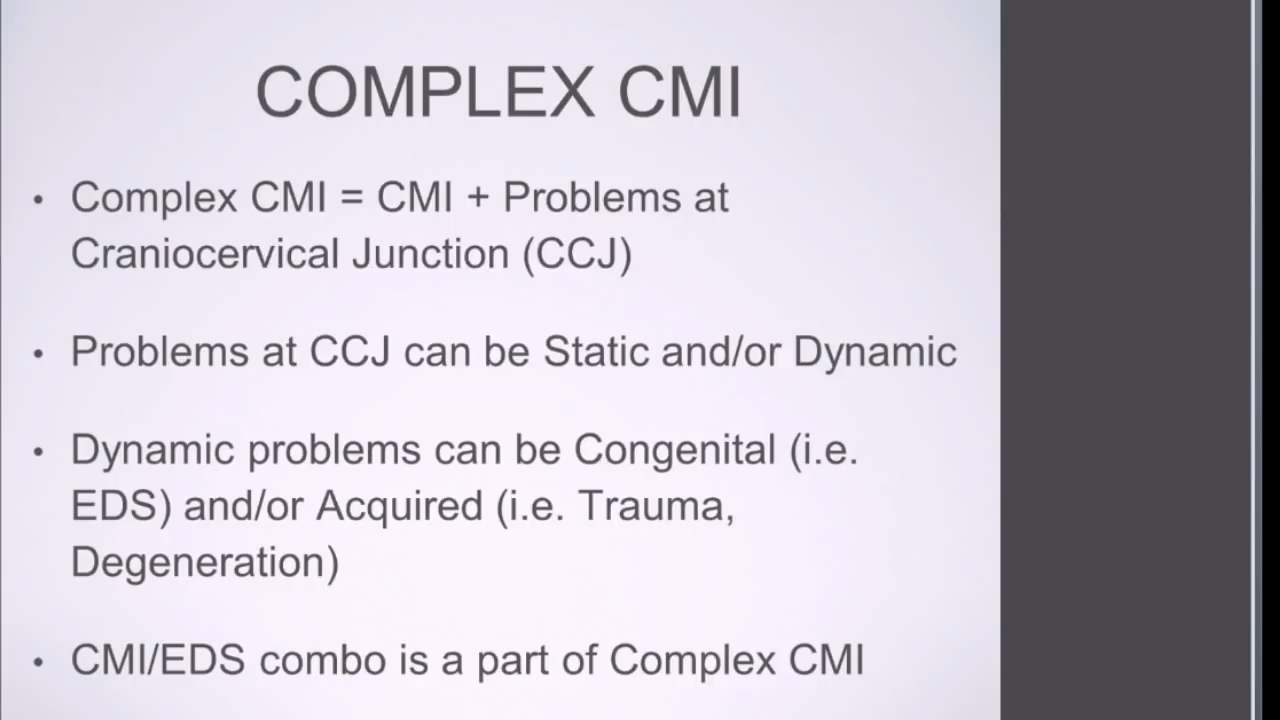 COMPLEX CMI
• Complex CMI = CMI + Problems at
Craniocervical Junction (CCJ)
• Problems at CCJ can be Static and/or Dynamic
• Dynamic problems can be Congenital (i.e.
EDS) and/or Acquired (i.e. Trauma,
Degeneration)
• CMI/EDS combo is a part of Complex CMI